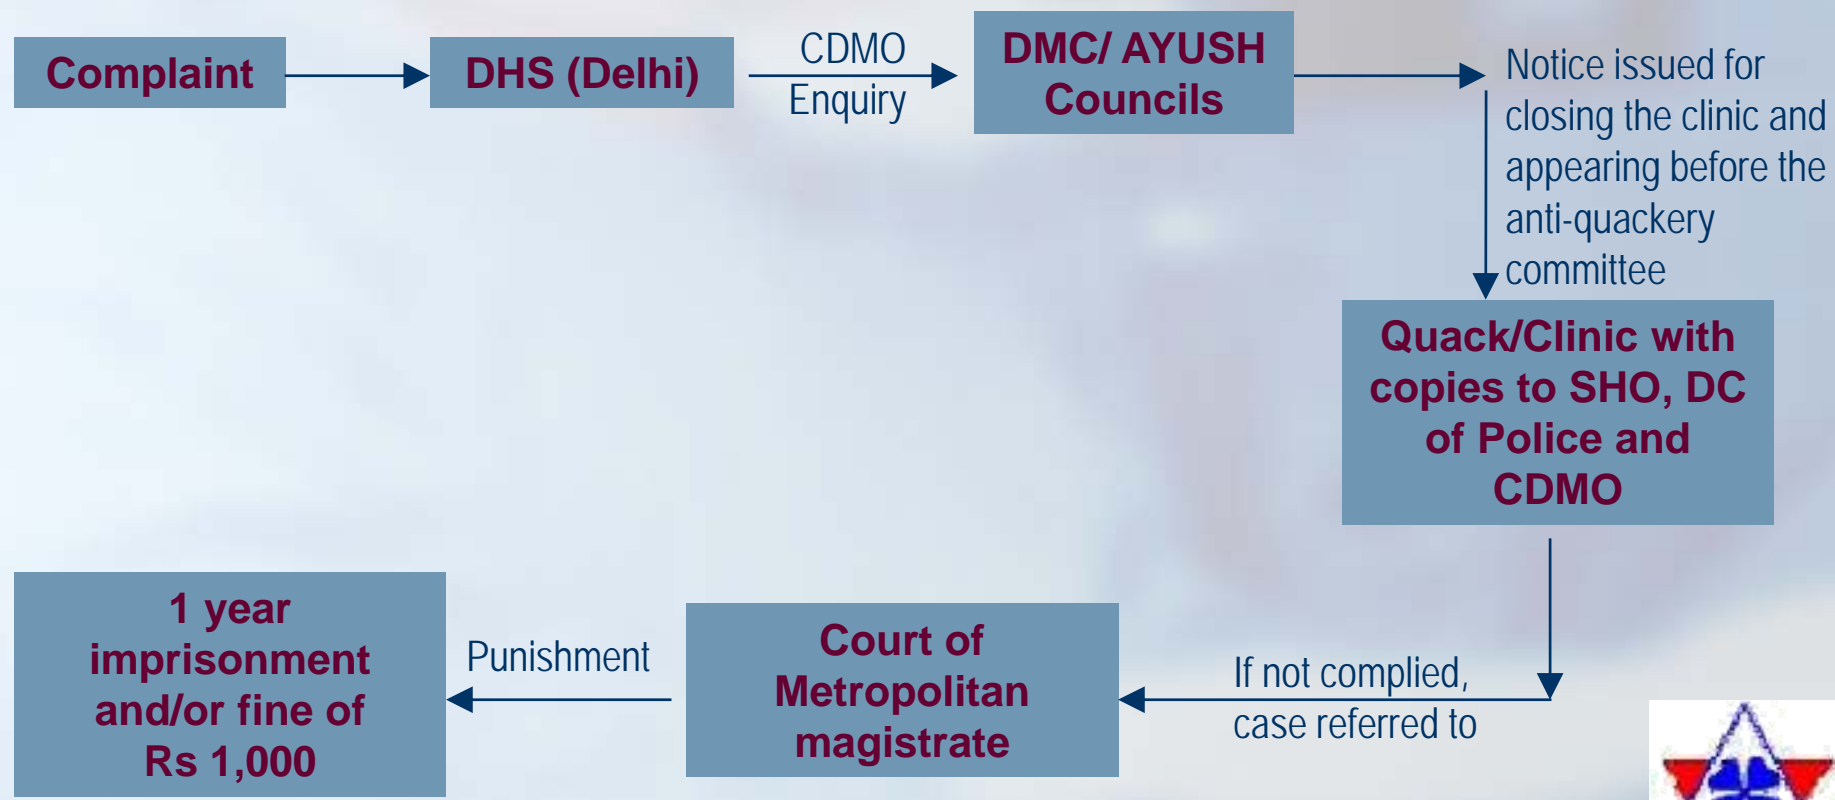 Complaint
DHS (Delhi)
CDMO
Enquiry
DMC/ AYUSH
Councils
Notice issued for
closing the clinic and
appearing before the
anti-quackery
committee
Quack/Clinic with
copies to SHO, DC
of Police and
CDMO
If not complied,
case referred to
Court of
Metropolitan
magistrate
Punishment
1 year
imprisonment
and/or fine of
Rs 1,000